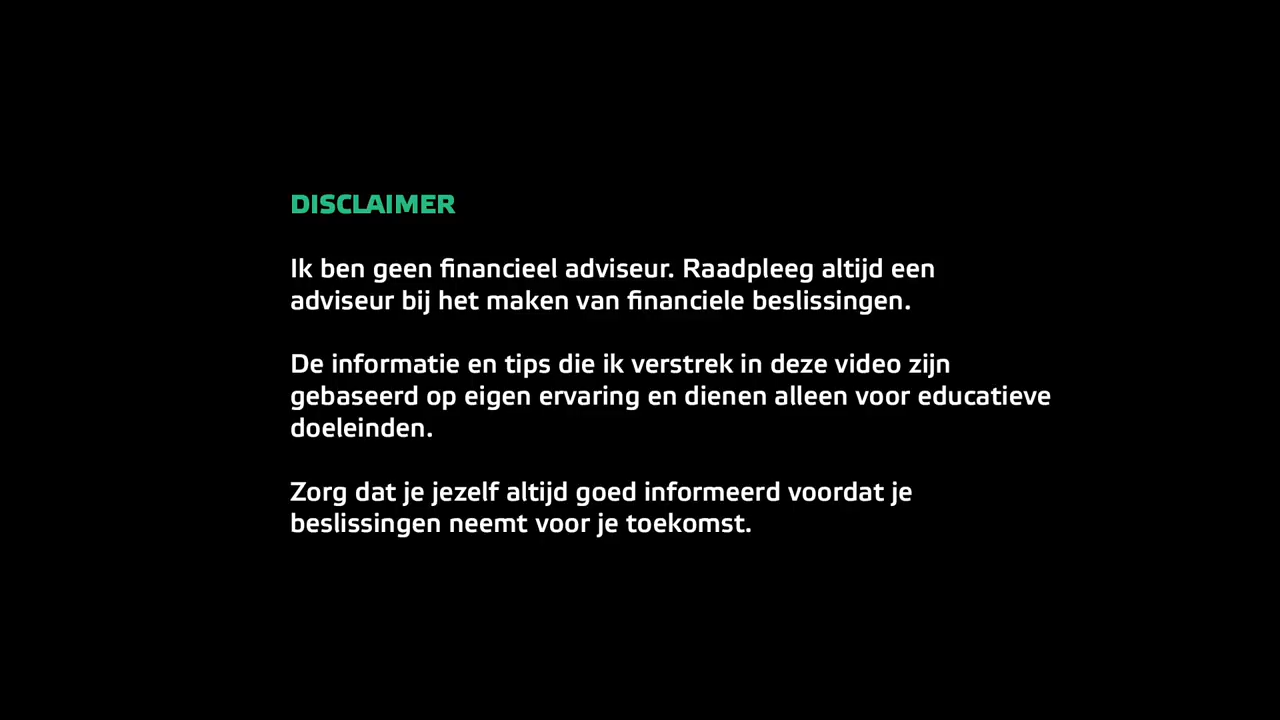 DISCLAIMER
Ik ben geen financieel adviseur. Raadpleeg altijd een
adviseur bij het maken van financiele beslissingen.
De informatie en tips die ik verstrek in deze video zijn
gebaseerd op eigen ervaring en dienen alleen voor educatieve
doeleinden.
Zorg dat je jezelf altijd goed informeerd voordat je
beslissingen neemt voor je toekomst.